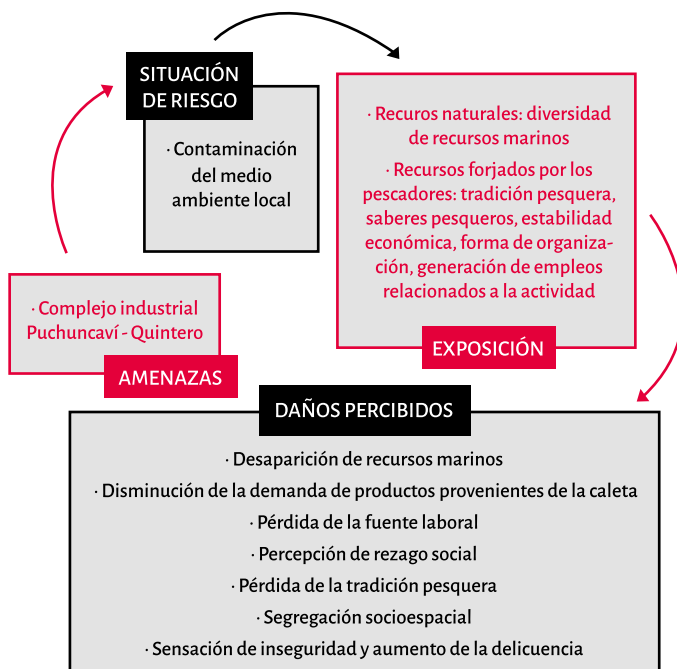 SITUACIÓN
DE RIESGO
· Contaminación
del medio
ambiente local
· Recuros naturales: diversidad
de recursos marinos
· Recursos forjados por los
pescadores: tradición pesquera,
saberes pesqueros, estabilidad
económica, forma de organiza-
ción, generación de empleos
relacionados a la actividad
EXPOSICIÓN
· Complejo industrial
Puchuncaví - Quintero
AMENAZAS
DAÑOS PERCIBIDOS
· Desaparición de recursos marinos
· Disminución de la demanda de productos provenientes de la caleta
· Pérdida de la fuente laboral
· Percepción de rezago social
· Pérdida de la tradición pesquera
· Segregación socioespacial
· Sensación de inseguridad y aumento de la delicuencia